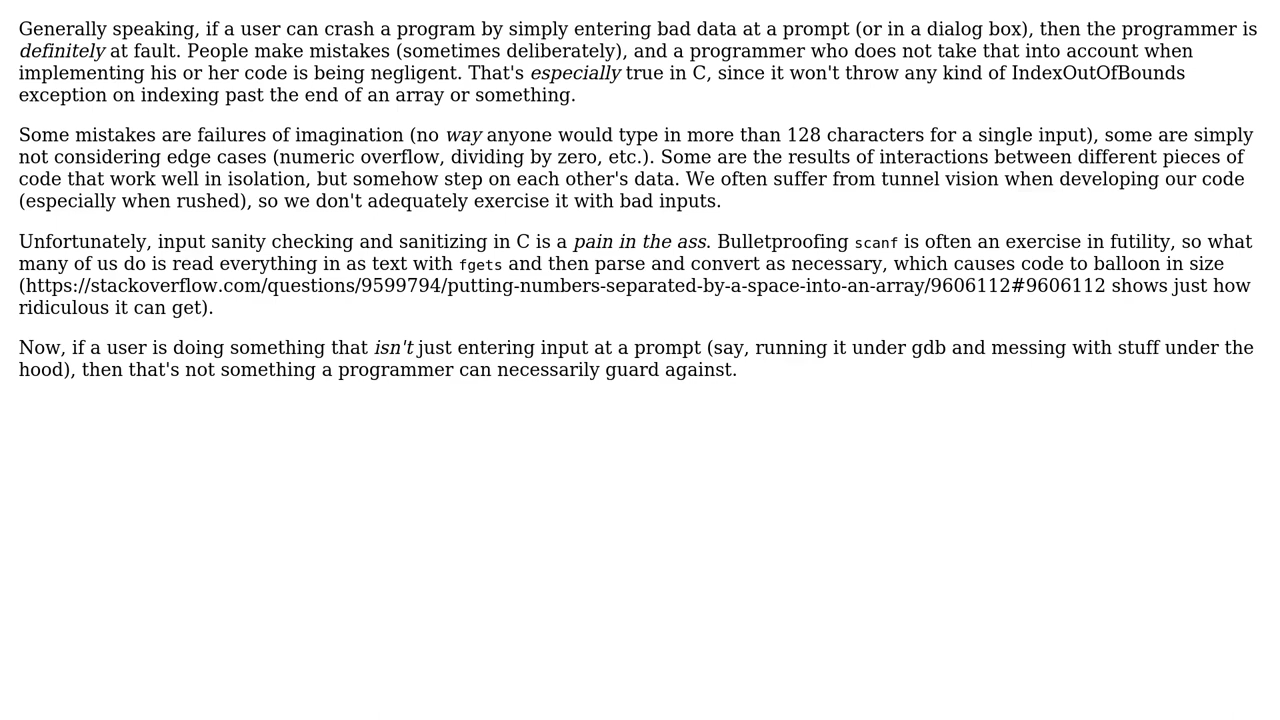 Generally speaking, if a user can crash a program by simply entering bad data at a prompt (or in a dialog box), then the programmer is
definitely at fault. People make mistakes (sometimes deliberately), and a programmer who does not take that into account when
implementing his or her code is being negligent. That's especially true in C, since it won't throw any kind of IndexOutOfBounds
exception on indexing past the end of an array or something.
Some mistakes are failures of imagination (no way anyone would type in more than 128 characters for a single input), some are simply
not considering edge cases (numeric overflow, dividing by zero, etc.). Some are the results of interactions between different pieces of
code that work well in isolation, but somehow step on each other's data. We often suffer from tunnel vision when developing our code
(especially when rushed), so we don't adequately exercise it with bad inputs.
Unfortunately, input sanity checking and sanitizing in C is a pain in the ass. Bulletproofing scanf is often an exercise in futility, so what
many of us do is read everything in as text with fgets and then parse and convert as necessary, which causes code to balloon in size
(https://stackoverflow.com/questions/9599794/putting-numbers-separated-by-a-space-into-an-array/9606112#9606112 shows just how
ridiculous it can get).
Now, if a user is doing something that isn't just entering input at a prompt (say, running it under gdb and messing with stuff under the
hood), then that's not something a programmer can necessarily guard against.